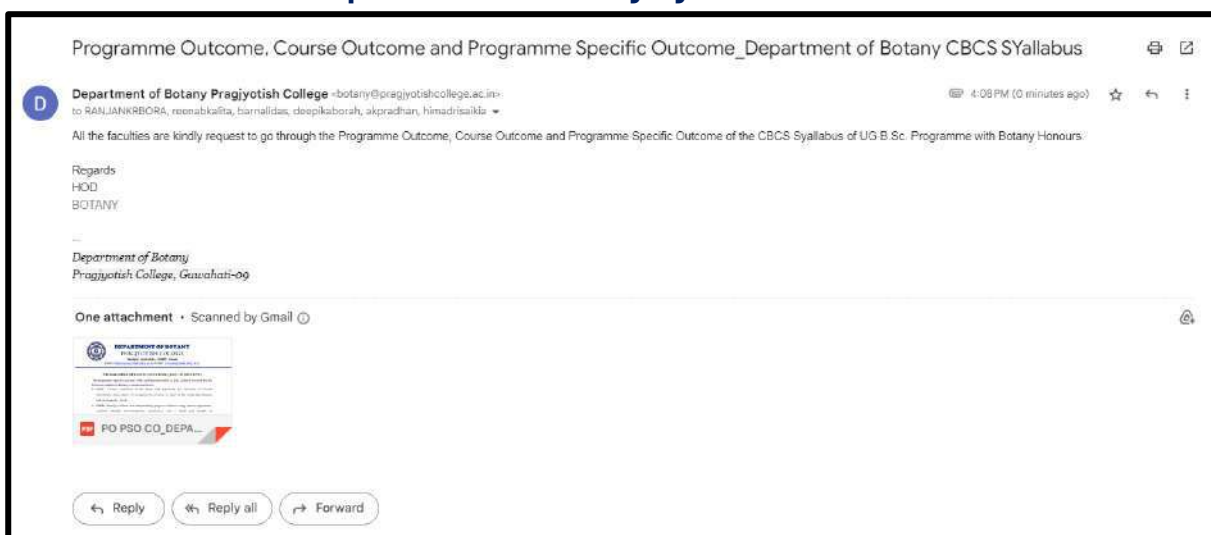 Programme Outcome, Course Outcome and Programme Specific Outcome_Department of Botany CBCS SYallabus
D
Department of Botany Pragjyotish College <botany@pragjyotishcollege.ac.in>
4:08 PM (0 minutes ago)
to RANJANKRBORA, reenabkalita, barnalidas, deepikaborah, akpradhan, himadrisaikia
All the faculties are kindly request to go through the Programme Outcome, Course Outcome and Programme Specific Outcome of the CBCS Syallabus of UG B.Sc. Programme with Botany Honours.
Regards
HOD
BOTANY
--
Department of Botany
Pragjyotish College, Guwahati-09
One attachment • Scanned by Gmail
DEPARTMENT OF BOTANY
PDF PO PSO CO_DEPA...
Reply Reply all Forward